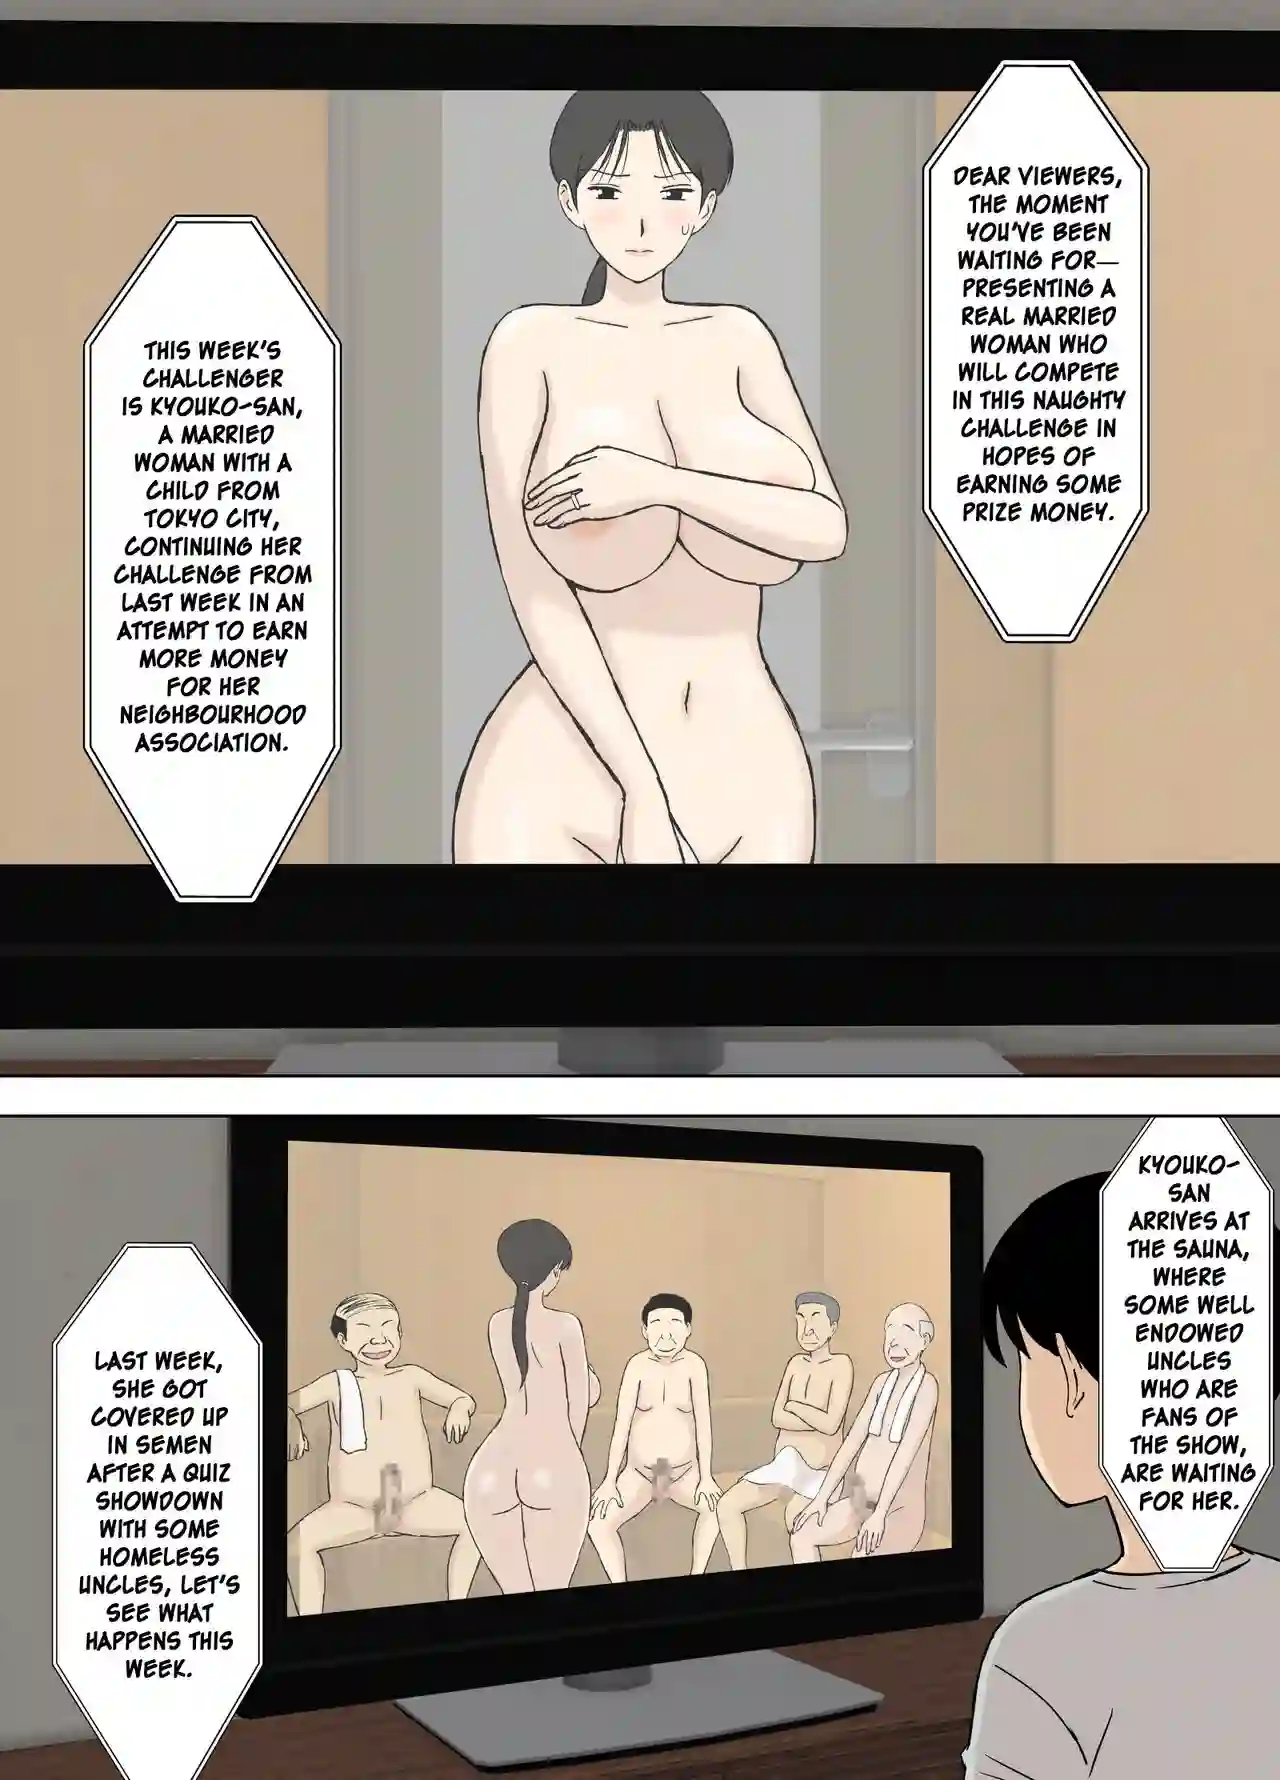 DEAR VIEWERS,
THE MOMENT
YOU'VE BEEN
WAITING FOR—
PRESENTING A
REAL MARRIED
WOMAN WHO
WILL COMPETE
IN THIS NAUGHTY
CHALLENGE IN
HOPES OF
EARNING SOME
PRIZE MONEY.
THIS WEEK'S
CHALLENGER
IS KYOUKO-SAN,
A MARRIED
WOMAN WITH A
CHILD FROM
TOKYO CITY,
CONTINUING HER
CHALLENGE FROM
LAST WEEK IN AN
ATTEMPT TO EARN
MORE MONEY
FOR HER
NEIGHBOURHOOD
ASSOCIATION.
KYOUKO-
SAN
ARRIVES AT
THE SAUNA,
WHERE
SOME WELL
ENDOWED
UNCLES
WHO ARE
FANS OF
THE SHOW,
ARE WAITING
FOR HER.
LAST WEEK,
SHE GOT
COVERED UP
IN SEMEN
AFTER A QUIZ
SHOWDOWN
WITH SOME
HOMELESS
UNCLES, LET'S
SEE WHAT
HAPPENS THIS
WEEK.